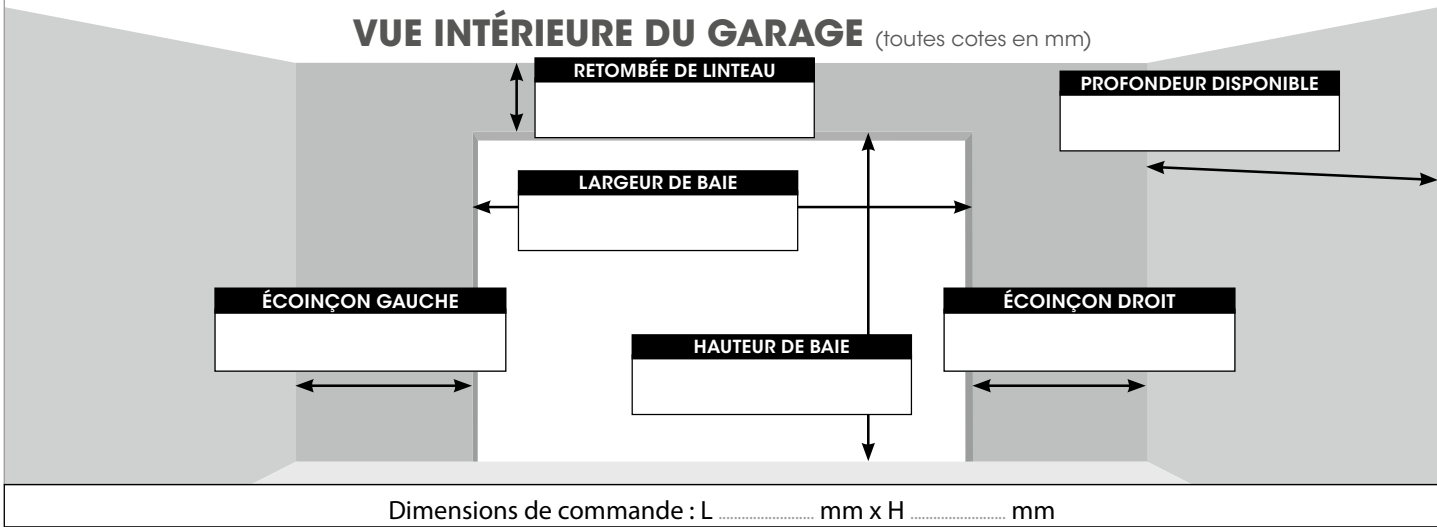 VUE INTÉRIEURE DU GARAGE (toutes cotes en mm)
RETOMBÉE DE LINTEAU
PROFONDEUR DISPONIBLE
LARGEUR DE BAIE
ÉCOINÇON GAUCHE
ÉCOINÇON DROIT
HAUTEUR DE BAIE
Dimensions de commande : L ........................ mm x H ........................ mm